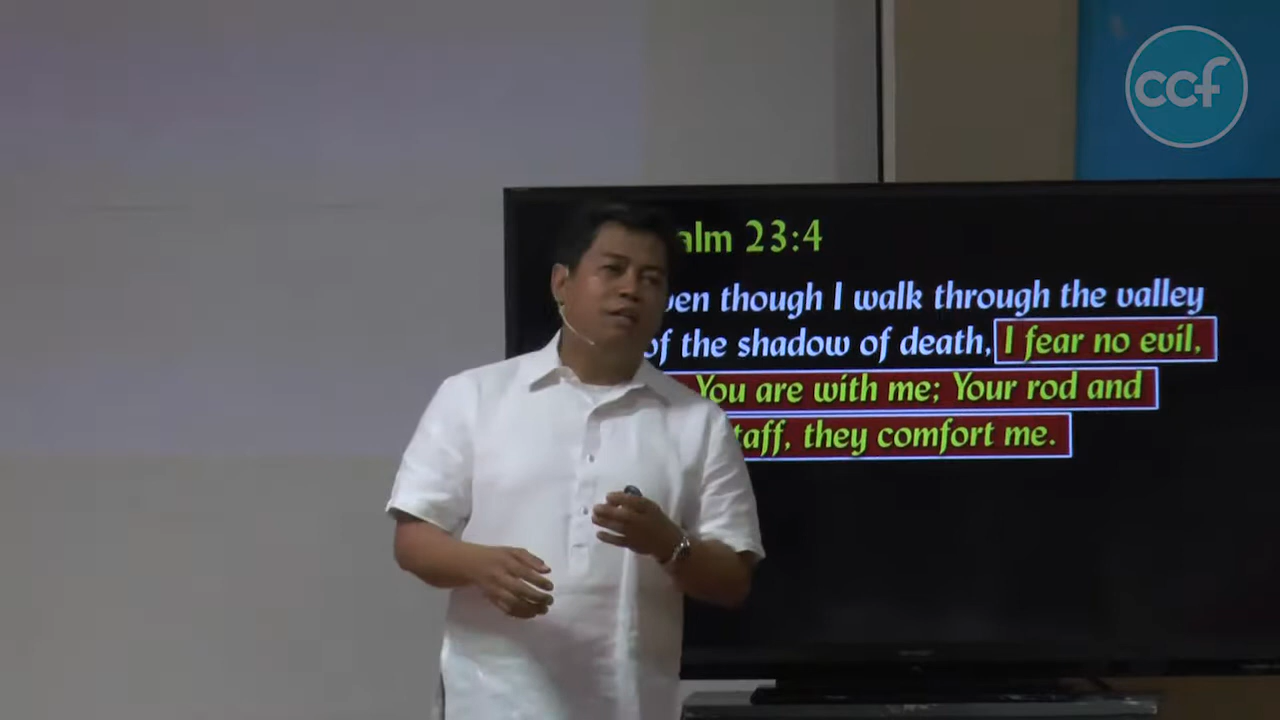 ccf
alm 23:4
ven though I walk through the valley
of the shadow of death, I fear no evil,
You are with me; Your rod and
taff, they comfort me.